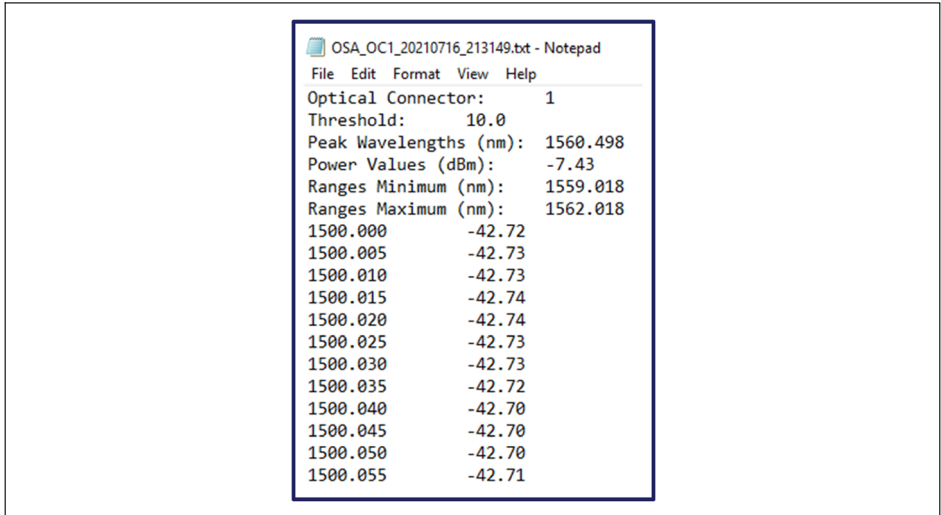 OSA_OC1_20210716_213149.txt - Notepad
File Edit Format View Help
Optical Connector: 1
Threshold: 10.0
Peak Wavelengths (nm): 1560.498
Power Values (dBm): -7.43
Ranges Minimum (nm): 1559.018
Ranges Maximum (nm): 1562.018
1500.000 -42.72
1500.005 -42.73
1500.010 -42.73
1500.015 -42.74
1500.020 -42.74
1500.025 -42.73
1500.030 -42.73
1500.035 -42.72
1500.040 -42.70
1500.045 -42.70
1500.050 -42.70
1500.055 -42.71